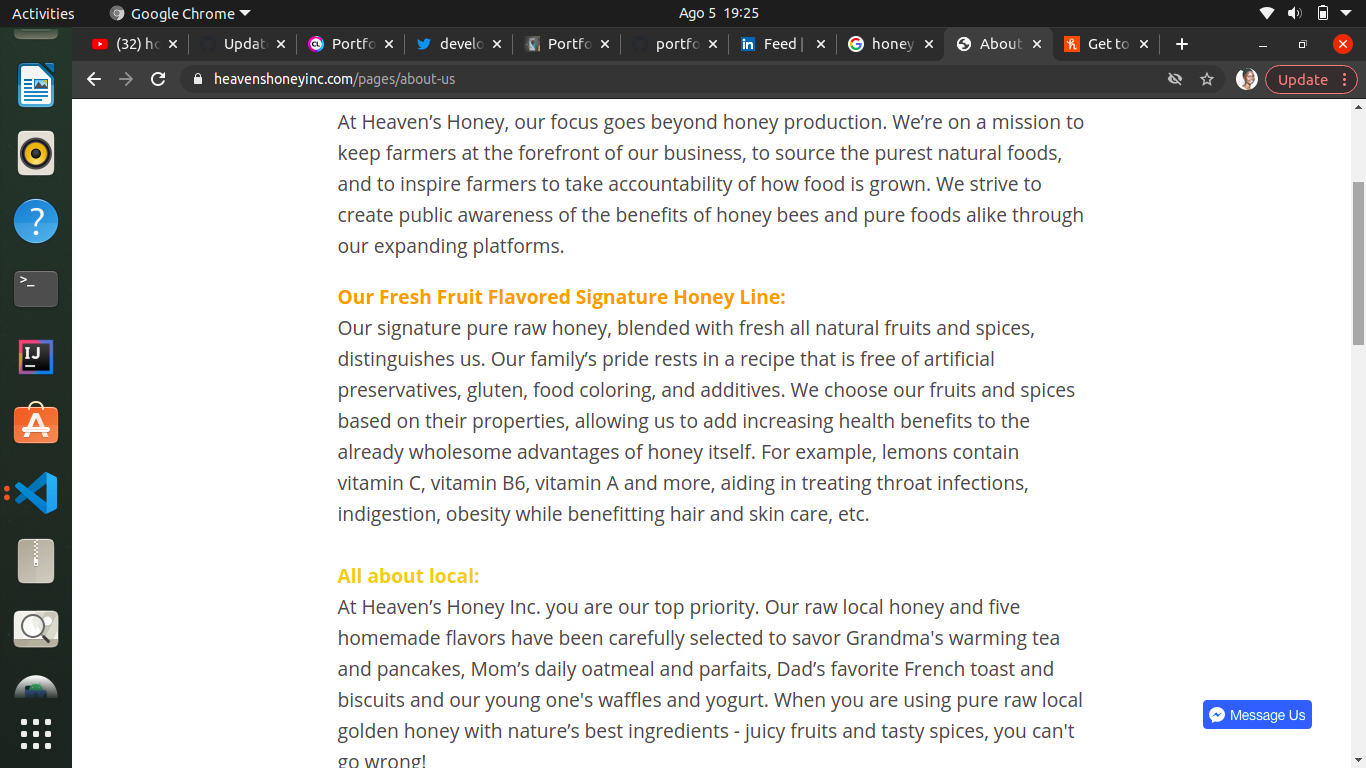 Activities
Google Chrome
Ago 5 19:25
(32) ho
Updat
Portfo
develo
Portfo
portfo
Feed |
honey
About
Get to
heavenshoneyinc.com/pages/about-us
Update
At Heaven’s Honey, our focus goes beyond honey production. We’re on a mission to
keep farmers at the forefront of our business, to source the purest natural foods,
and to inspire farmers to take accountability of how food is grown. We strive to
create public awareness of the benefits of honey bees and pure foods alike through
our expanding platforms.
Our Fresh Fruit Flavored Signature Honey Line:
Our signature pure raw honey, blended with fresh all natural fruits and spices,
distinguishes us. Our family’s pride rests in a recipe that is free of artificial
preservatives, gluten, food coloring, and additives. We choose our fruits and spices
based on their properties, allowing us to add increasing health benefits to the
already wholesome advantages of honey itself. For example, lemons contain
vitamin C, vitamin B6, vitamin A and more, aiding in treating throat infections,
indigestion, obesity while benefitting hair and skin care, etc.
All about local:
At Heaven’s Honey Inc. you are our top priority. Our raw local honey and five
homemade flavors have been carefully selected to savor Grandma's warming tea
and pancakes, Mom’s daily oatmeal and parfaits, Dad’s favorite French toast and
biscuits and our young one's waffles and yogurt. When you are using pure raw local
golden honey with nature’s best ingredients - juicy fruits and tasty spices, you can't
go wrong!
Message Us